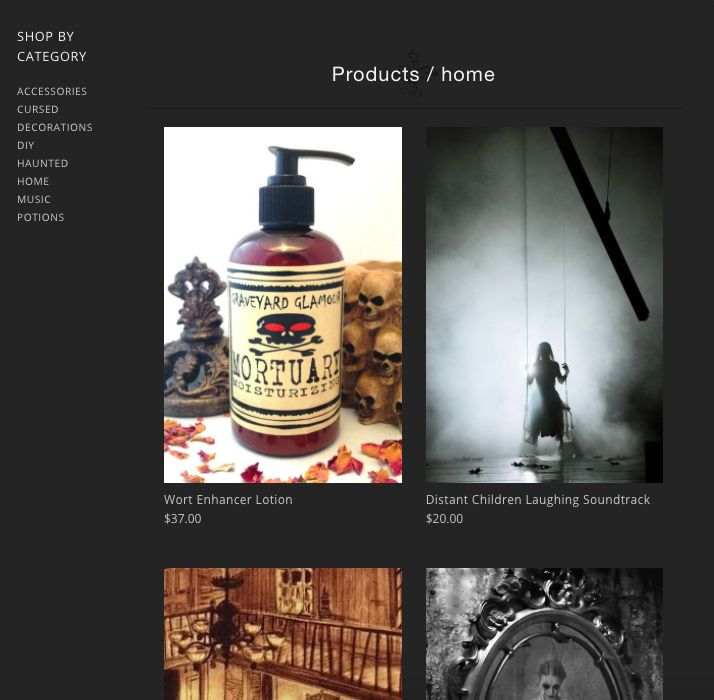 SHOP BY
CATEGORY
ACCESSORIES
CURSED
DECORATIONS
DIY
HAUNTED
HOME
MUSIC
POTIONS
Products / home
GRAVEYARD GLAMOUR
MORTUARY
MOISTURIZING
Wort Enhancer Lotion
$37.00
Distant Children Laughing Soundtrack
$20.00